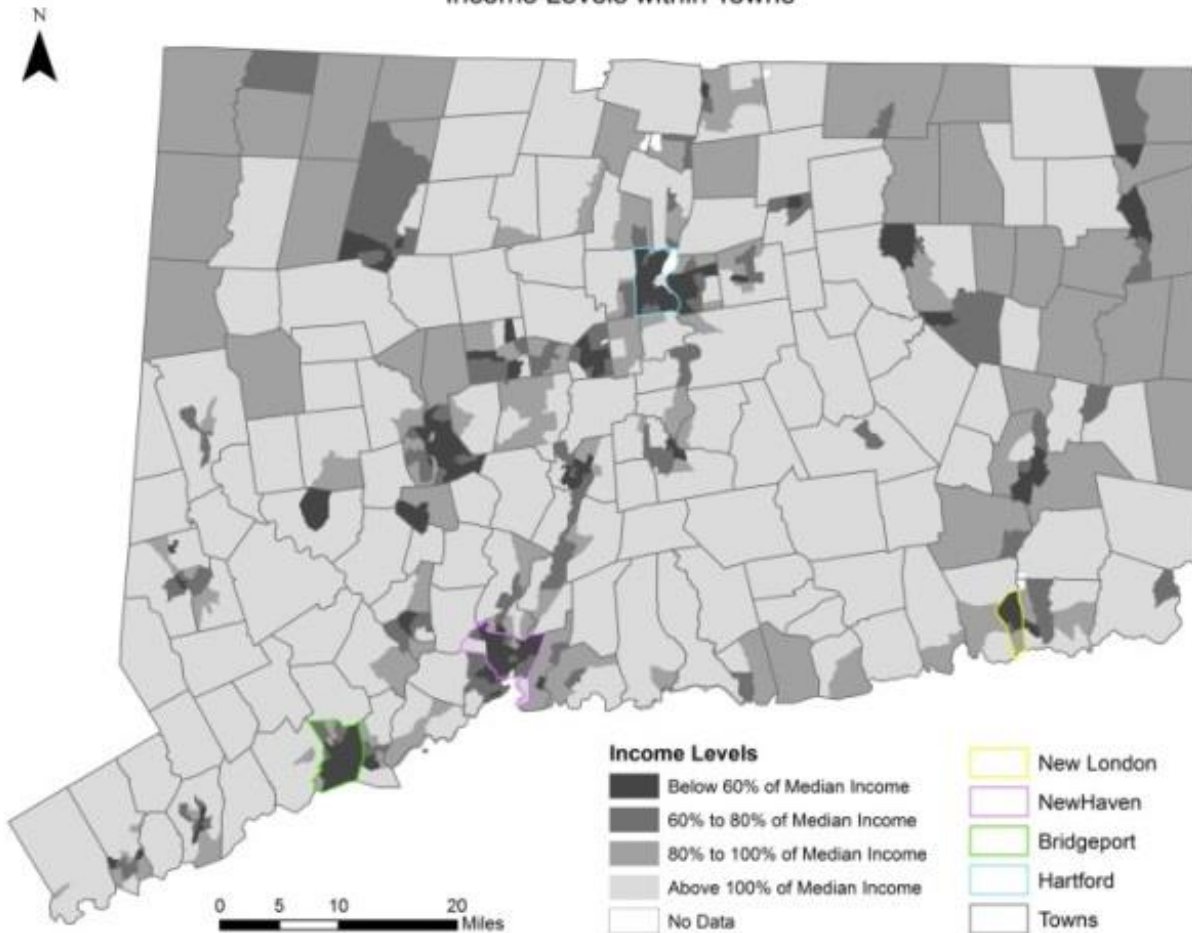 Income Levels within Towns
N
Income Levels
Below 60% of Median Income
60% to 80% of Median Income
80% to 100% of Median Income
Above 100% of Median Income
No Data
New London
NewHaven
Bridgeport
Hartford
Towns
0 5 10 20
Miles